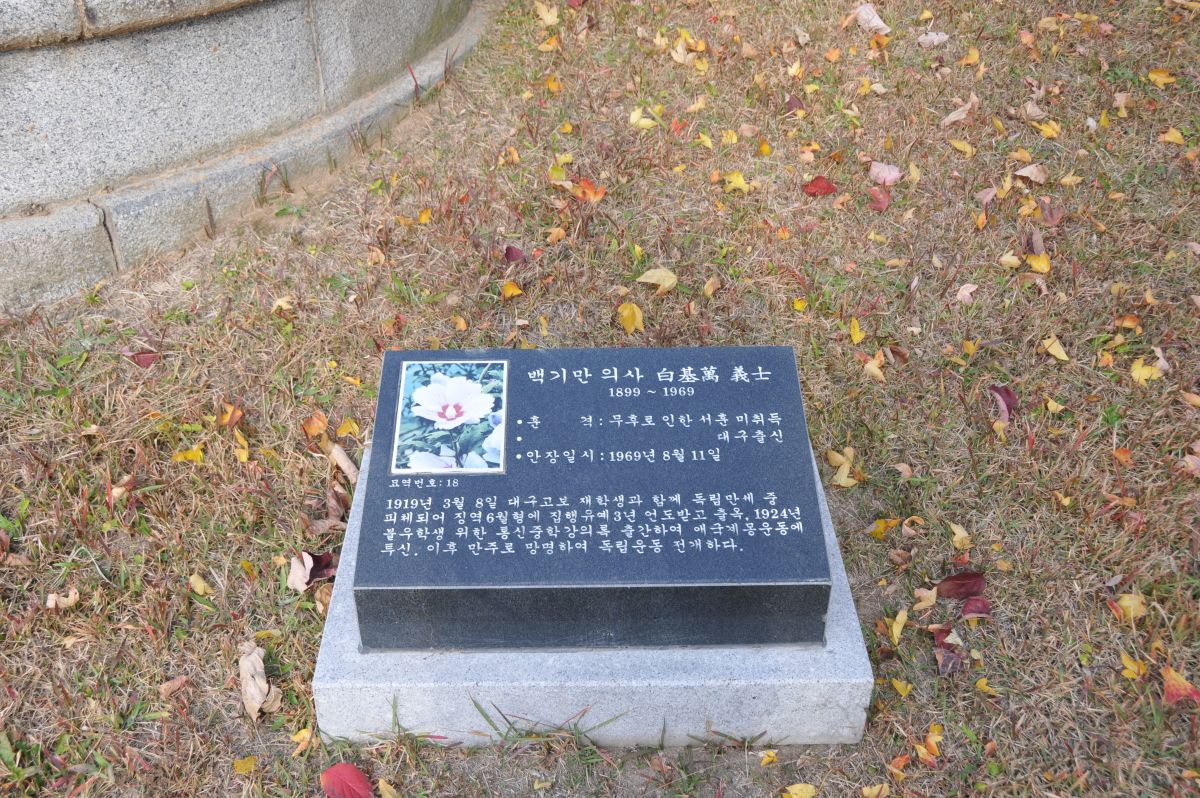 백기만 의사 白基萬 義士
1899 ~ 1969
• 훈 격 : 무후로 인한 서훈 미취득
• 대구출신
• 안장일시 : 1969년 8월 11일
묘역번호 : 18
1919년 3월 8일 대구고보 재학생과 함께 독립만세 중
피체되어 징역6월형에 집행유예3년 언도받고 출옥, 1924년
불우학생 위한 통신중학강의록 출간하여 애국계몽운동에
투신. 이후 만주로 망명하여 독립운동 전개하다.